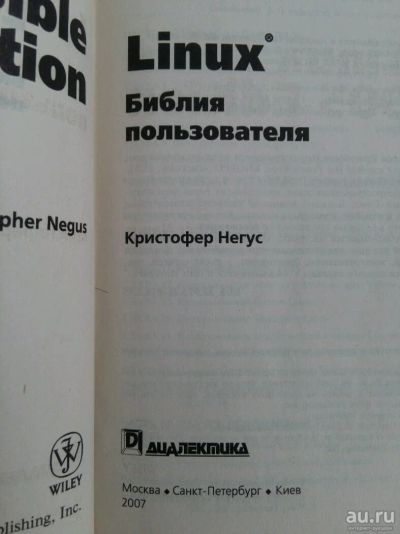 ible
tion
pher Negus
WILEY
blishing, Inc.
Linux®
Библия
пользователя
Кристофер Негус
ДИАЛЕКТИКА
Москва ◆ Санкт-Петербург ◆ Киев
2007
au.ru